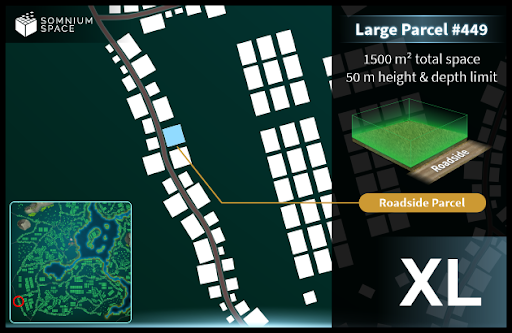 SOMNIUM
SPACE
Large Parcel #449
1500 m² total space
50 m height & depth limit
Roadside
Roadside Parcel
XL